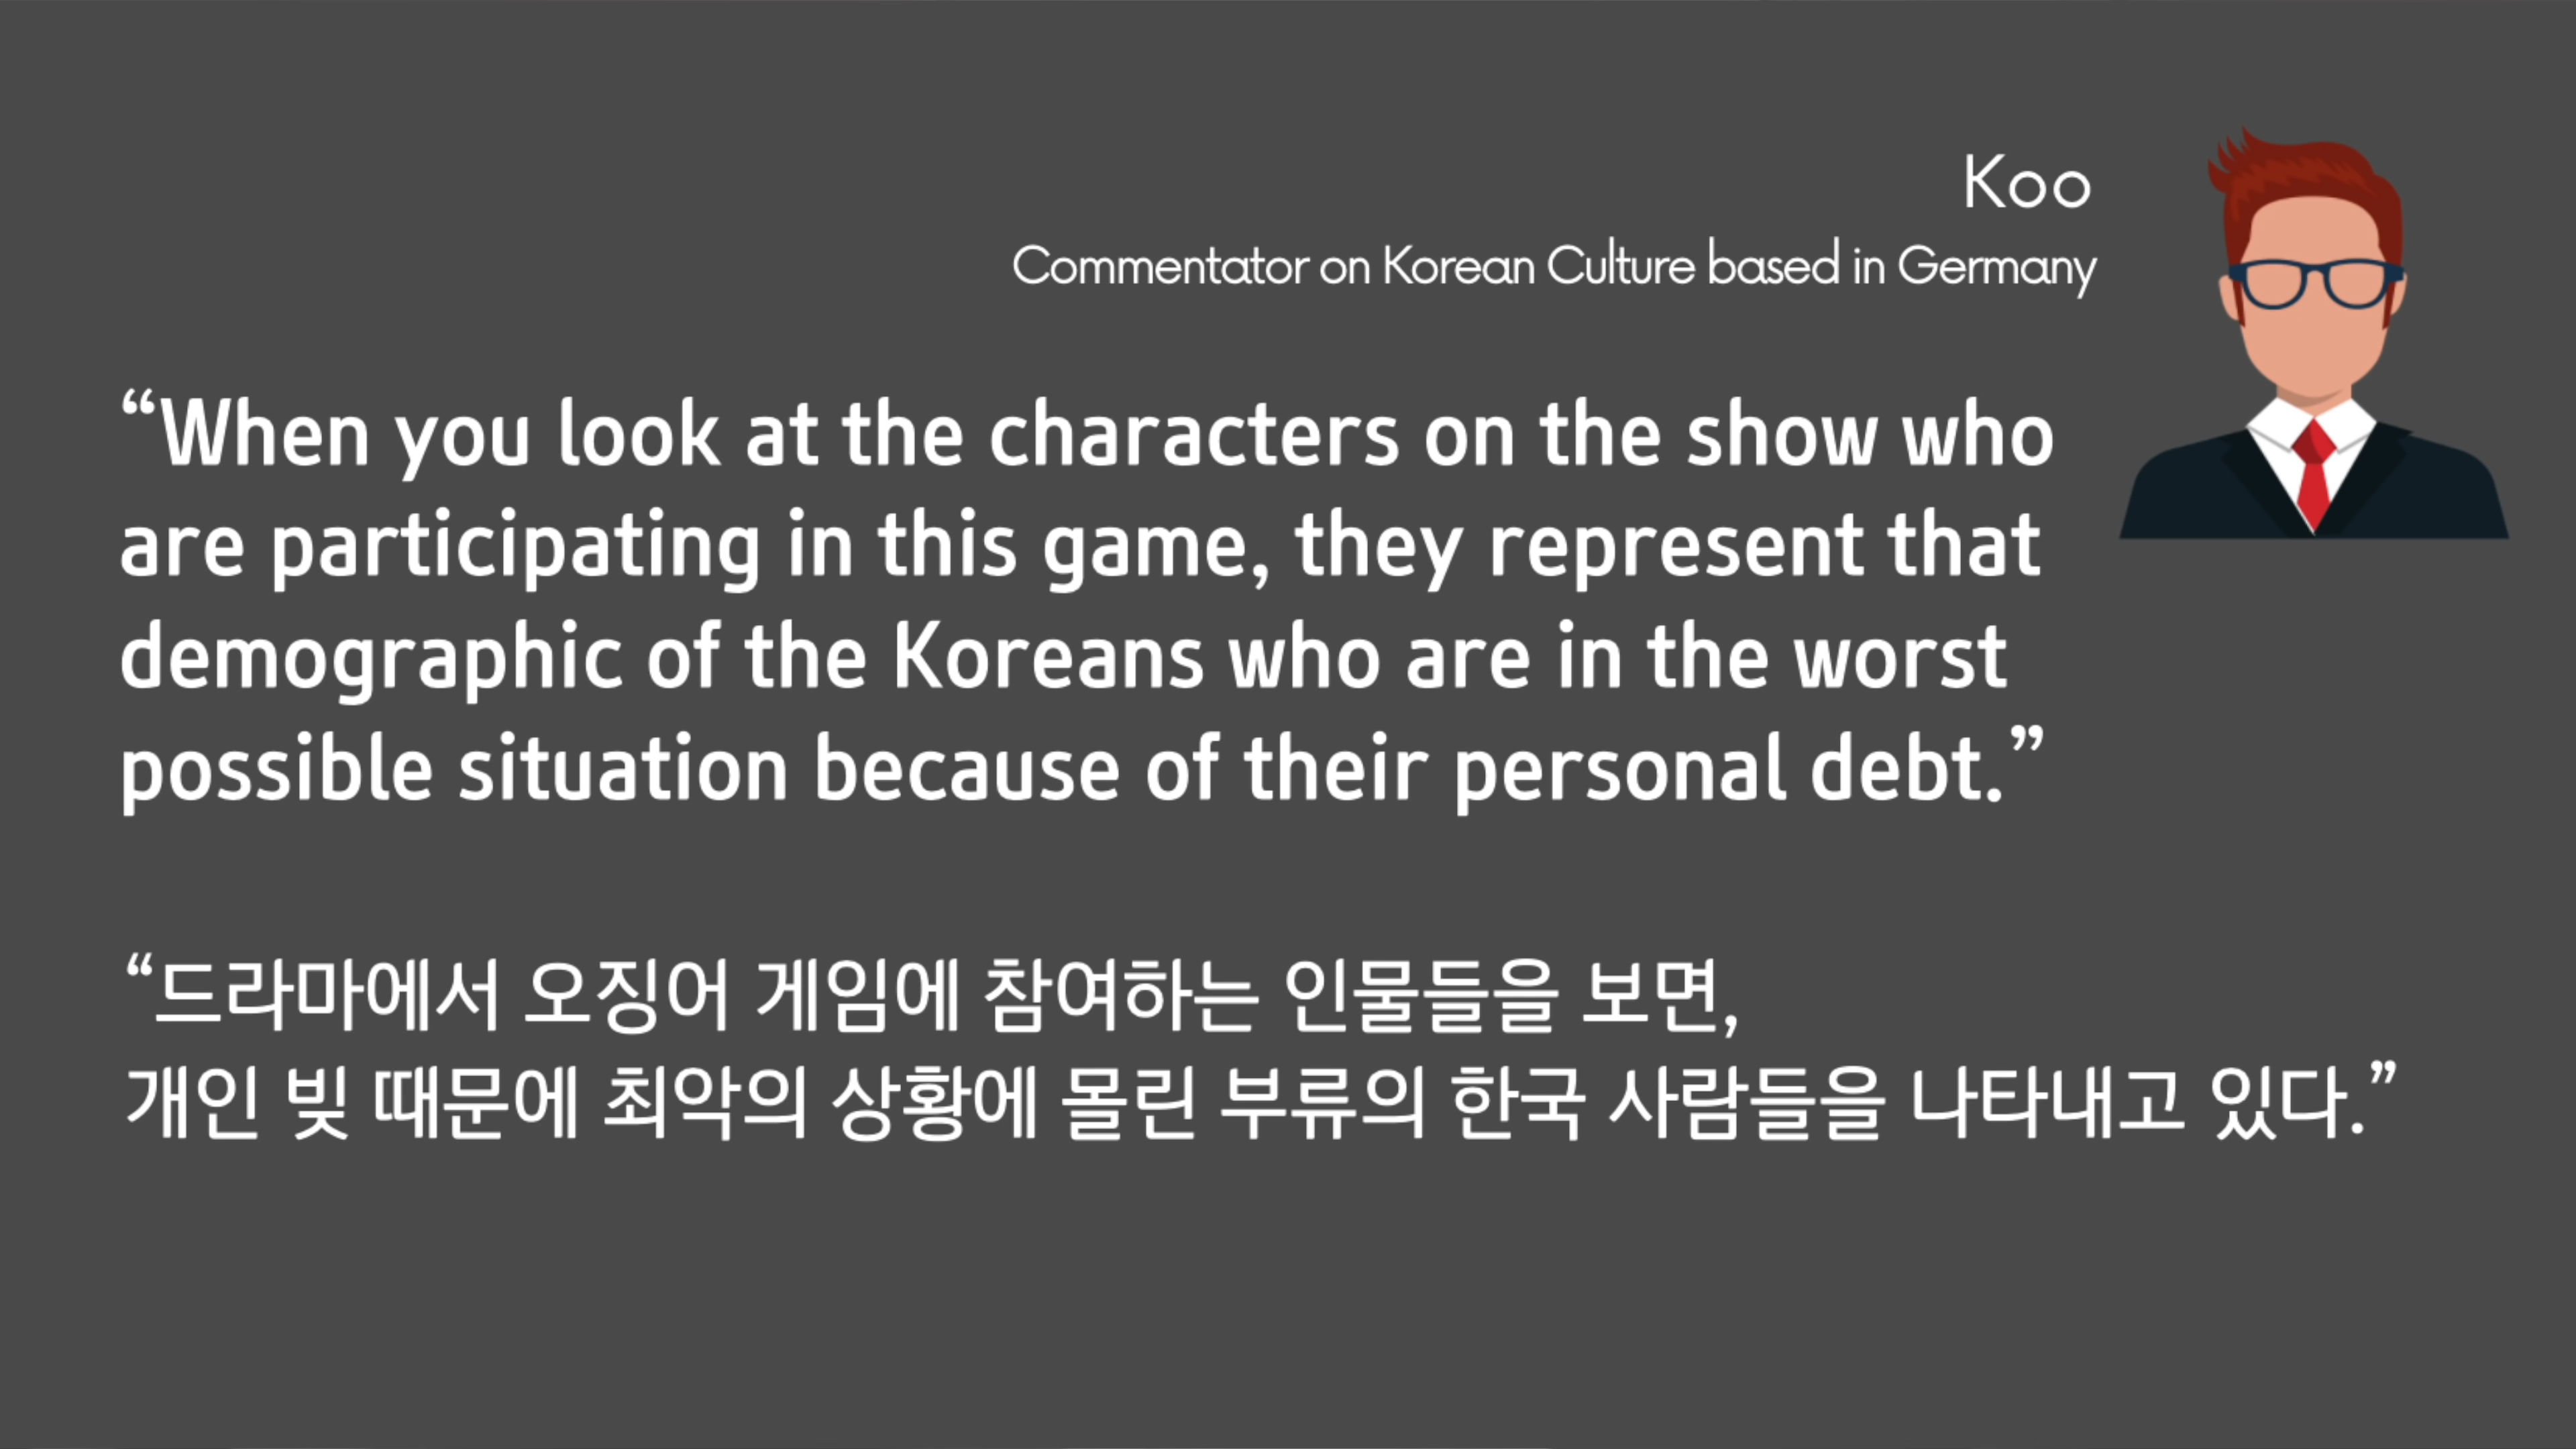 Koo
Commentator on Korean Culture based in Germany
“When you look at the characters on the show who
are participating in this game, they represent that
demographic of the Koreans who are in the worst
possible situation because of their personal debt.”
“드라마에서 오징어 게임에 참여하는 인물들을 보면,
개인 빚 때문에 최악의 상황에 몰린 부류의 한국 사람들을 나타내고 있다.”